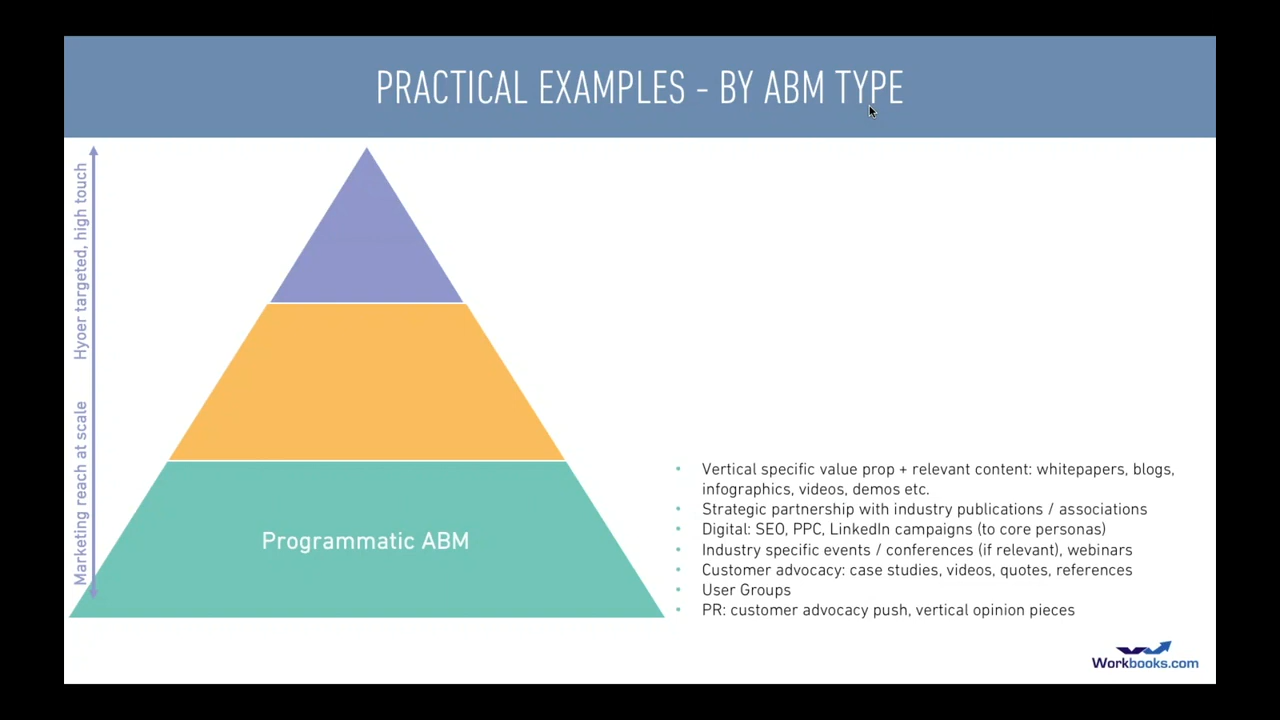 PRACTICAL EXAMPLES - BY ABM TYPE
Hyoer targeted, high touch
Marketing reach at scale
Programmatic ABM
• Vertical specific value prop + relevant content: whitepapers, blogs,
infographics, videos, demos etc.
• Strategic partnership with industry publications / associations
• Digital: SEO, PPC, LinkedIn campaigns (to core personas)
• Industry specific events / conferences (if relevant), webinars
• Customer advocacy: case studies, videos, quotes, references
• User Groups
• PR: customer advocacy push, vertical opinion pieces
Workbooks.com